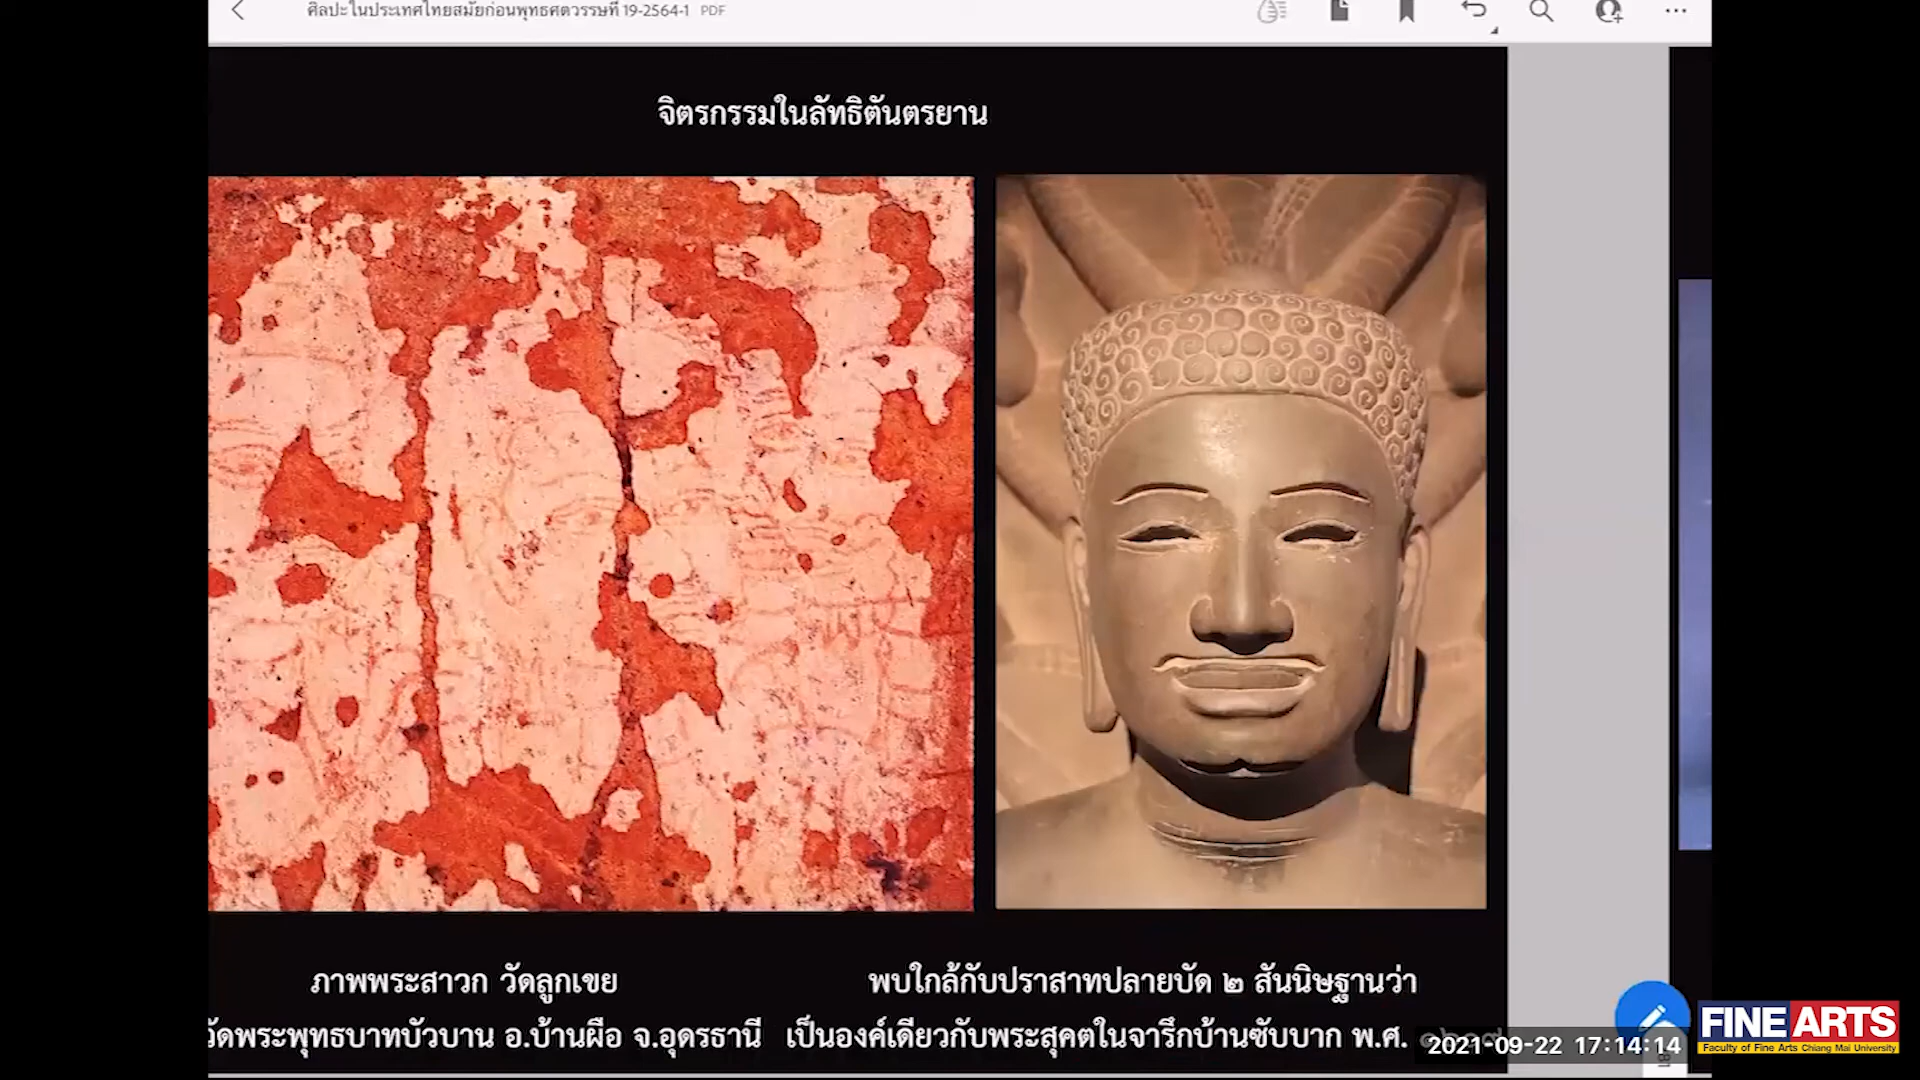 ศิลปะในประเทศไทยสมัยก่อนพุทธศตวรรษที่ 19-2564-1 PDF
จิตรกรรมในลัทธิตันตรยาน
ภาพพระสาวก วัดลูกเขย
วัดพระพุทธบาทบัวบาน อ.บ้านผือ จ.อุดรธานี
พบใกล้กับปราสาทปลายบัด ๒ สันนิษฐานว่า
เป็นองค์เดียวกับพระสุคตในจารึกบ้านซับบาก พ.ศ.
2021-09-22 17:14:14
FINE ARTS
Faculty of Fine Arts Chiang Mai University